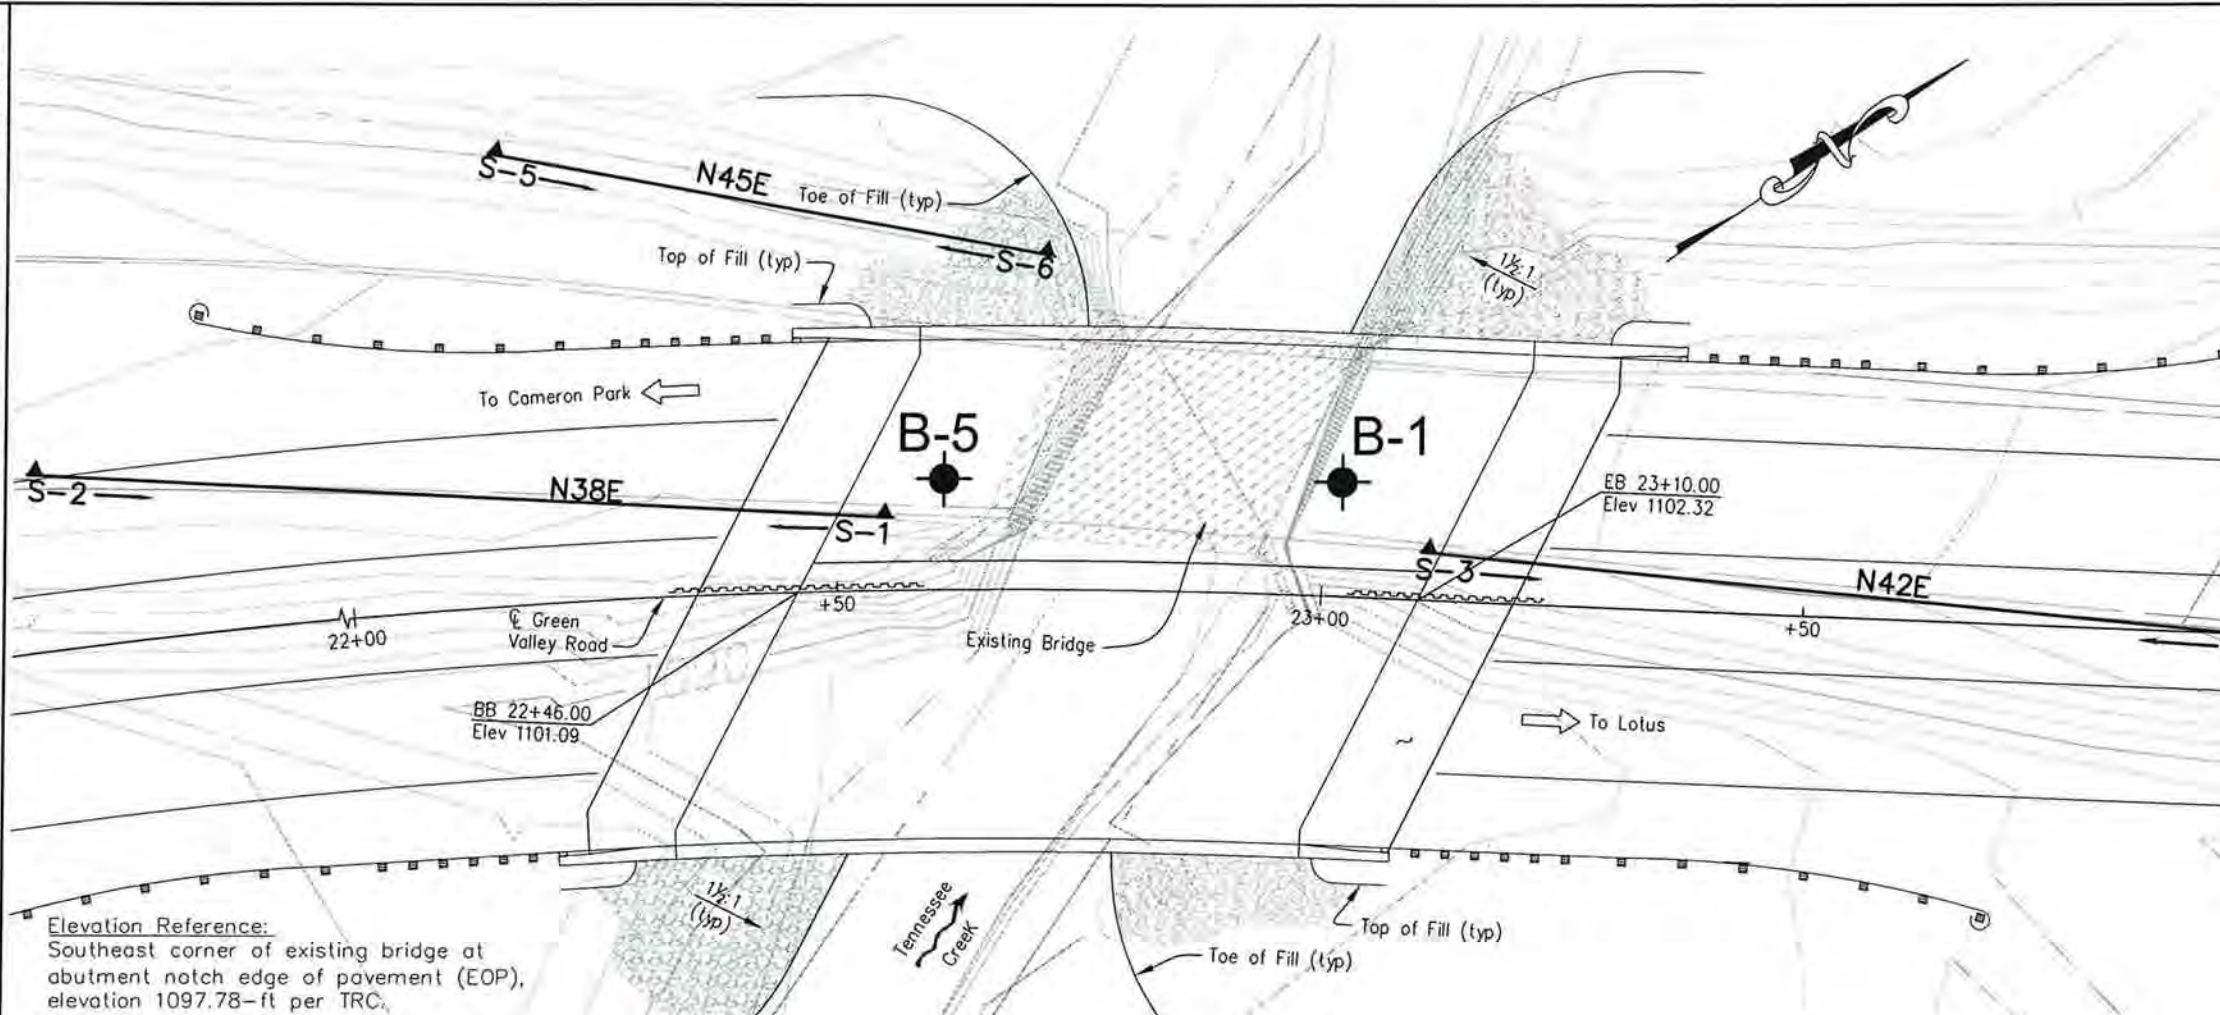 N
S-5
N45E
Toe of Fill (typ)
S-6
Top of Fill (typ)
1½:1
(typ)
To Cameron Park
B-5
B-1
S-2
N38E
S-1
EB 23+10.00
Elev 1102.32
S-3
N42E
22+00
+50
23+00
+50
℄ Green
Valley Road
Existing Bridge
BB 22+46.00
Elev 1101.09
To Lotus
1½:1
(typ)
Tennessee
Creek
Top of Fill (typ)
Toe of Fill (typ)
Elevation Reference:
Southeast corner of existing bridge at
abutment notch edge of pavement (EOP),
elevation 1097.78-ft per TRC.